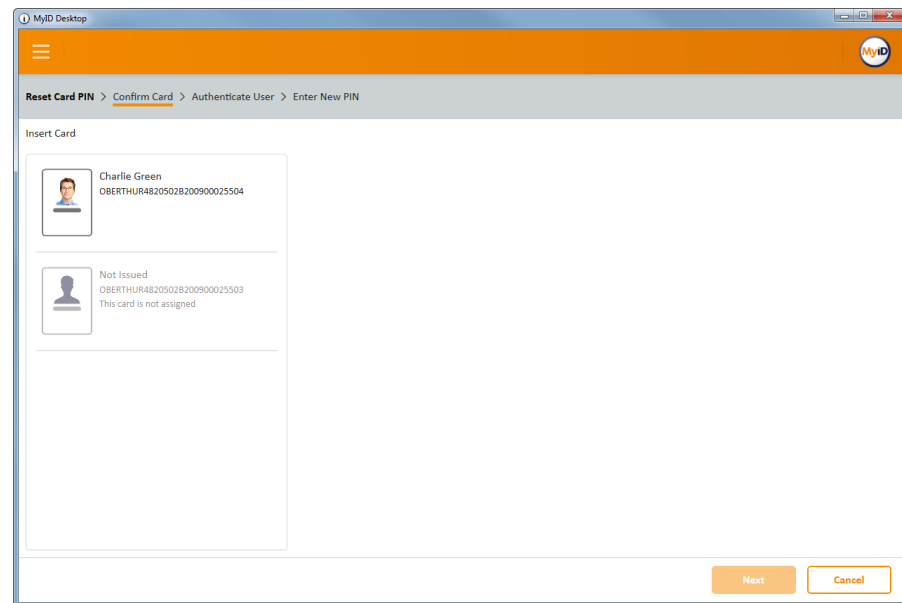 MyID Desktop
MyiD
Reset Card PIN > Confirm Card > Authenticate User > Enter New PIN
Insert Card
Charlie Green
OBERTHUR4820502B200900025504
Not Issued
OBERTHUR4820502B200900025503
This card is not assigned
Next
Cancel